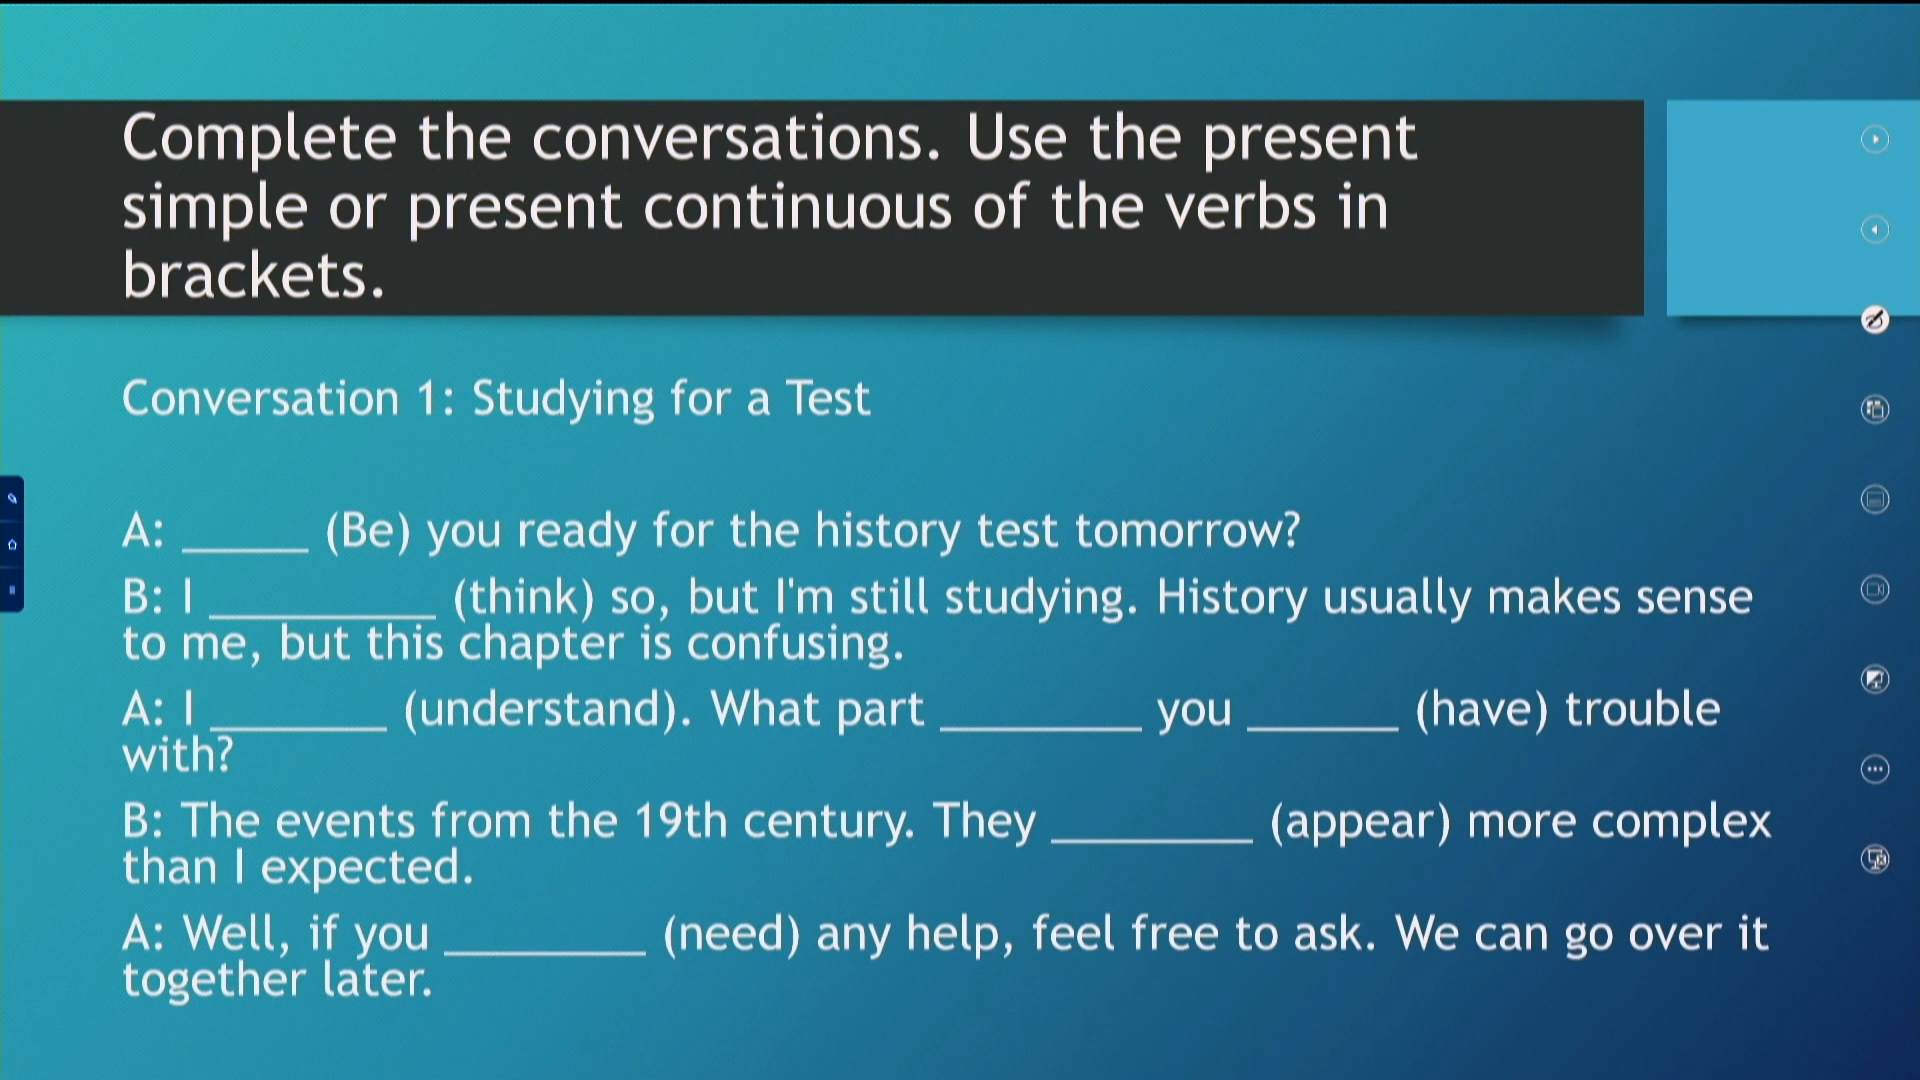 Complete the conversations. Use the present
simple or present continuous of the verbs in
brackets.
Conversation 1: Studying for a Test
A: _____ (Be) you ready for the history test tomorrow?
B: I _________ (think) so, but I'm still studying. History usually makes sense
to me, but this chapter is confusing.
A: I _______ (understand). What part ________ you ______ (have) trouble
with?
B: The events from the 19th century. They ________ (appear) more complex
than I expected.
A: Well, if you ________ (need) any help, feel free to ask. We can go over it
together later.